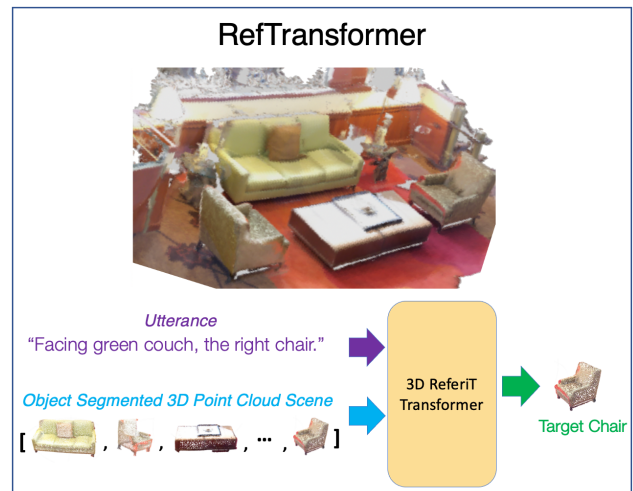 RefTransformer
Utterance
“Facing green couch, the right chair.”
Object Segmented 3D Point Cloud Scene
[ , , , ... , ]
3D ReferiT
Transformer
Target Chair